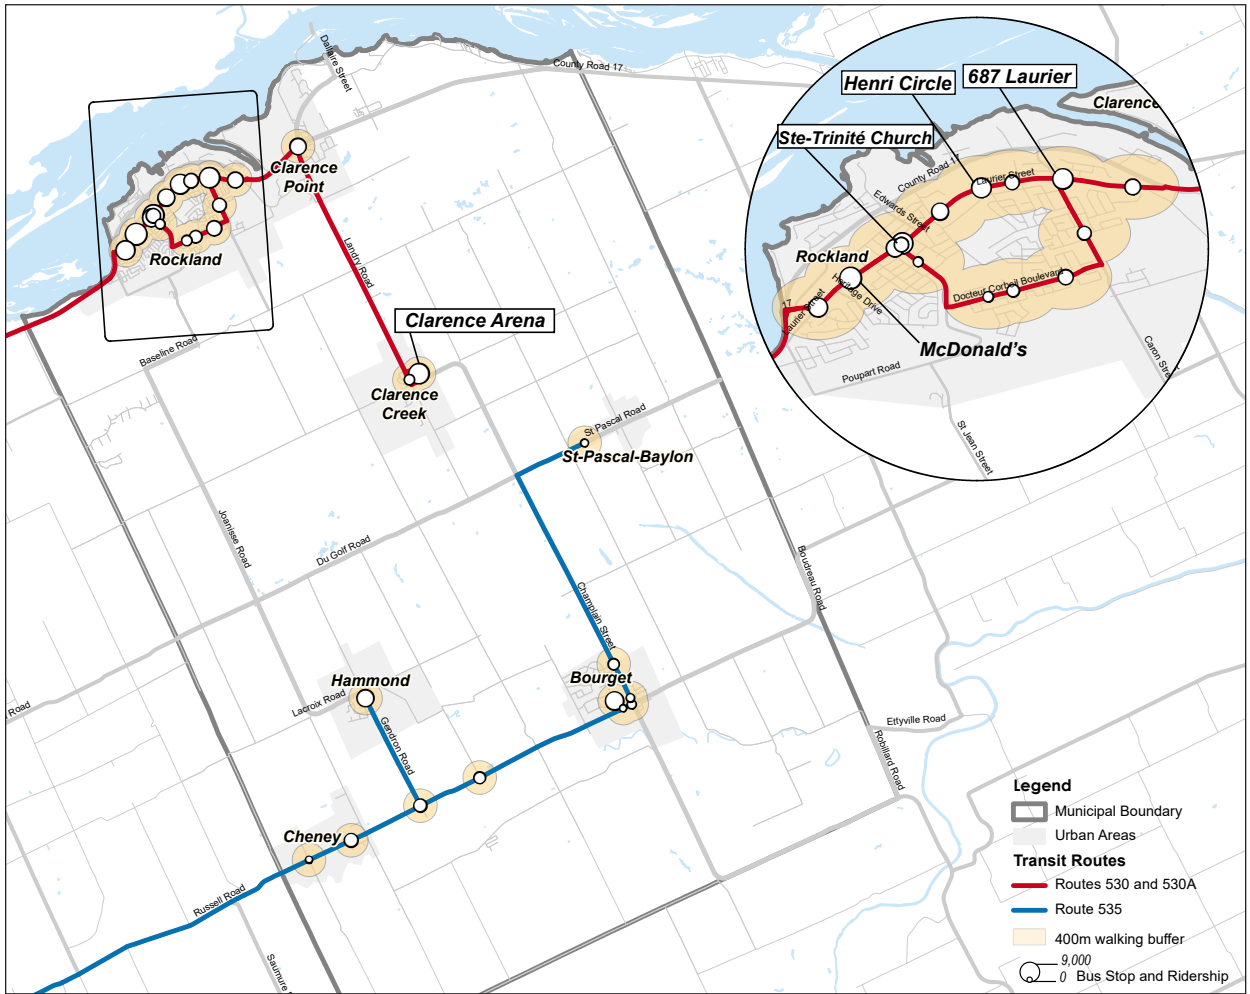 Dallaire Street
County Road 17
Henri Circle
687 Laurier
Clarence
Ste-Trinité Church
County Road 17
Laurier Street
Edwards Street
Clarence
Point
Rockland
Rockland
Heritage Drive
Docteur Corbeil Boulevard
17
Laurier Street
Landry Road
McDonald's
Clarence Arena
Baseline Road
Poupart Road
Caron Stre
Clarence
Creek
St Jean Street
St Pascal Road
St-Pascal-Baylon
Joanisse Road
Du Golf Road
Boudreau Road
Champlain Street
Bourget
Hammond
Lacroix Road
Road
Gendron Road
Ettyville Road
Robillard Road
Cheney
Russell Road
Saumure
Legend
Municipal Boundary
Urban Areas
Transit Routes
Routes 530 and 530A
Route 535
400m walking buffer
9,000
0
Bus Stop and Ridership